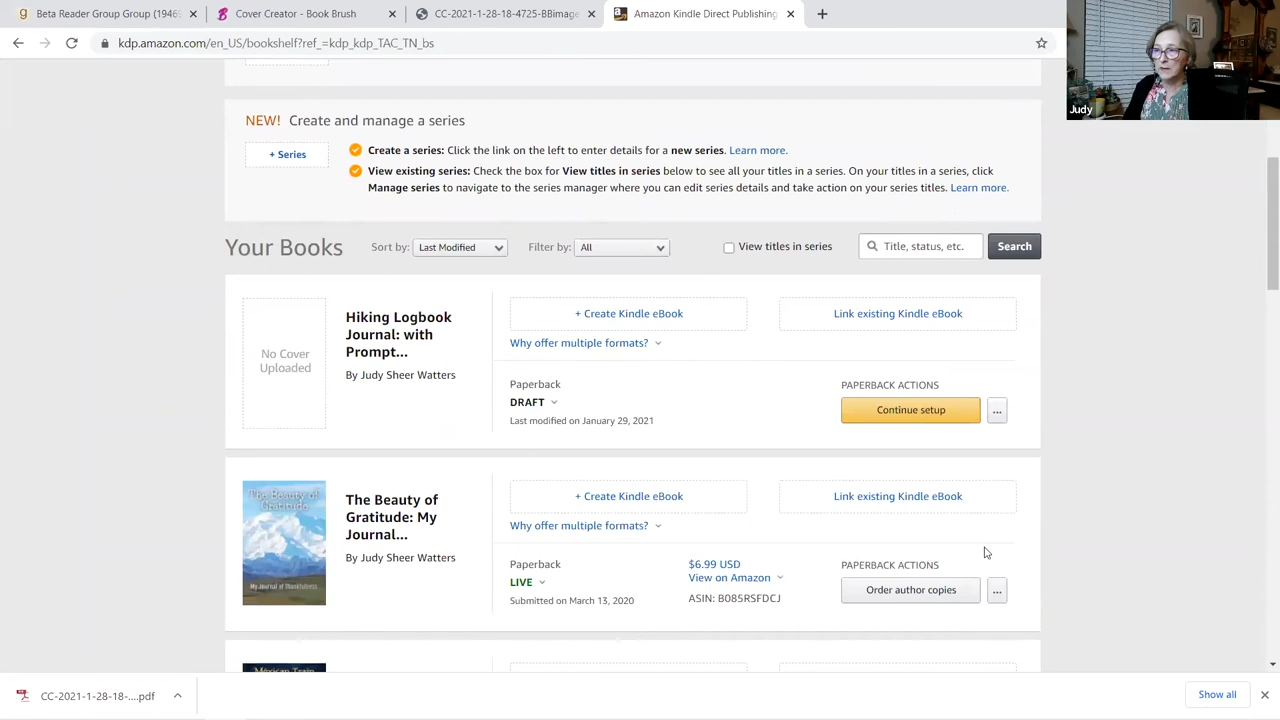 Beta Reader Group Group (1946
Cover Creator - Book Brush
CC-2021-1-28-18-4725-BBimage
Amazon Kindle Direct Publishing
kdp.amazon.com/en_US/bookshelf?ref_=kdp_kdp_TAC_TN_bs
Judy
NEW! Create and manage a series
+ Series
Create a series: Click the link on the left to enter details for a new series. Learn more.
View existing series: Check the box for View titles in series below to see all your titles in a series. On your titles in a series, click
Manage series to navigate to the series manager where you can edit series details and take action on your series titles. Learn more.
Your Books
Sort by: Last Modified
Filter by: All
View titles in series
Title, status, etc.
Search
No Cover
Uploaded
Hiking Logbook
Journal: with
Prompt...
By Judy Sheer Watters
+ Create Kindle eBook
Link existing Kindle eBook
Why offer multiple formats?
Paperback
DRAFT
Last modified on January 29, 2021
PAPERBACK ACTIONS
Continue setup
...
The Beauty of
Gratitude
My Journal of Thankfulness
The Beauty of
Gratitude: My
Journal...
By Judy Sheer Watters
+ Create Kindle eBook
Link existing Kindle eBook
Why offer multiple formats?
Paperback
LIVE
Submitted on March 13, 2020
$6.99 USD
View on Amazon
ASIN: B085RSFDCJ
PAPERBACK ACTIONS
Order author copies
...
Mexican Train
CC-2021-1-28-18-....pdf
Show all